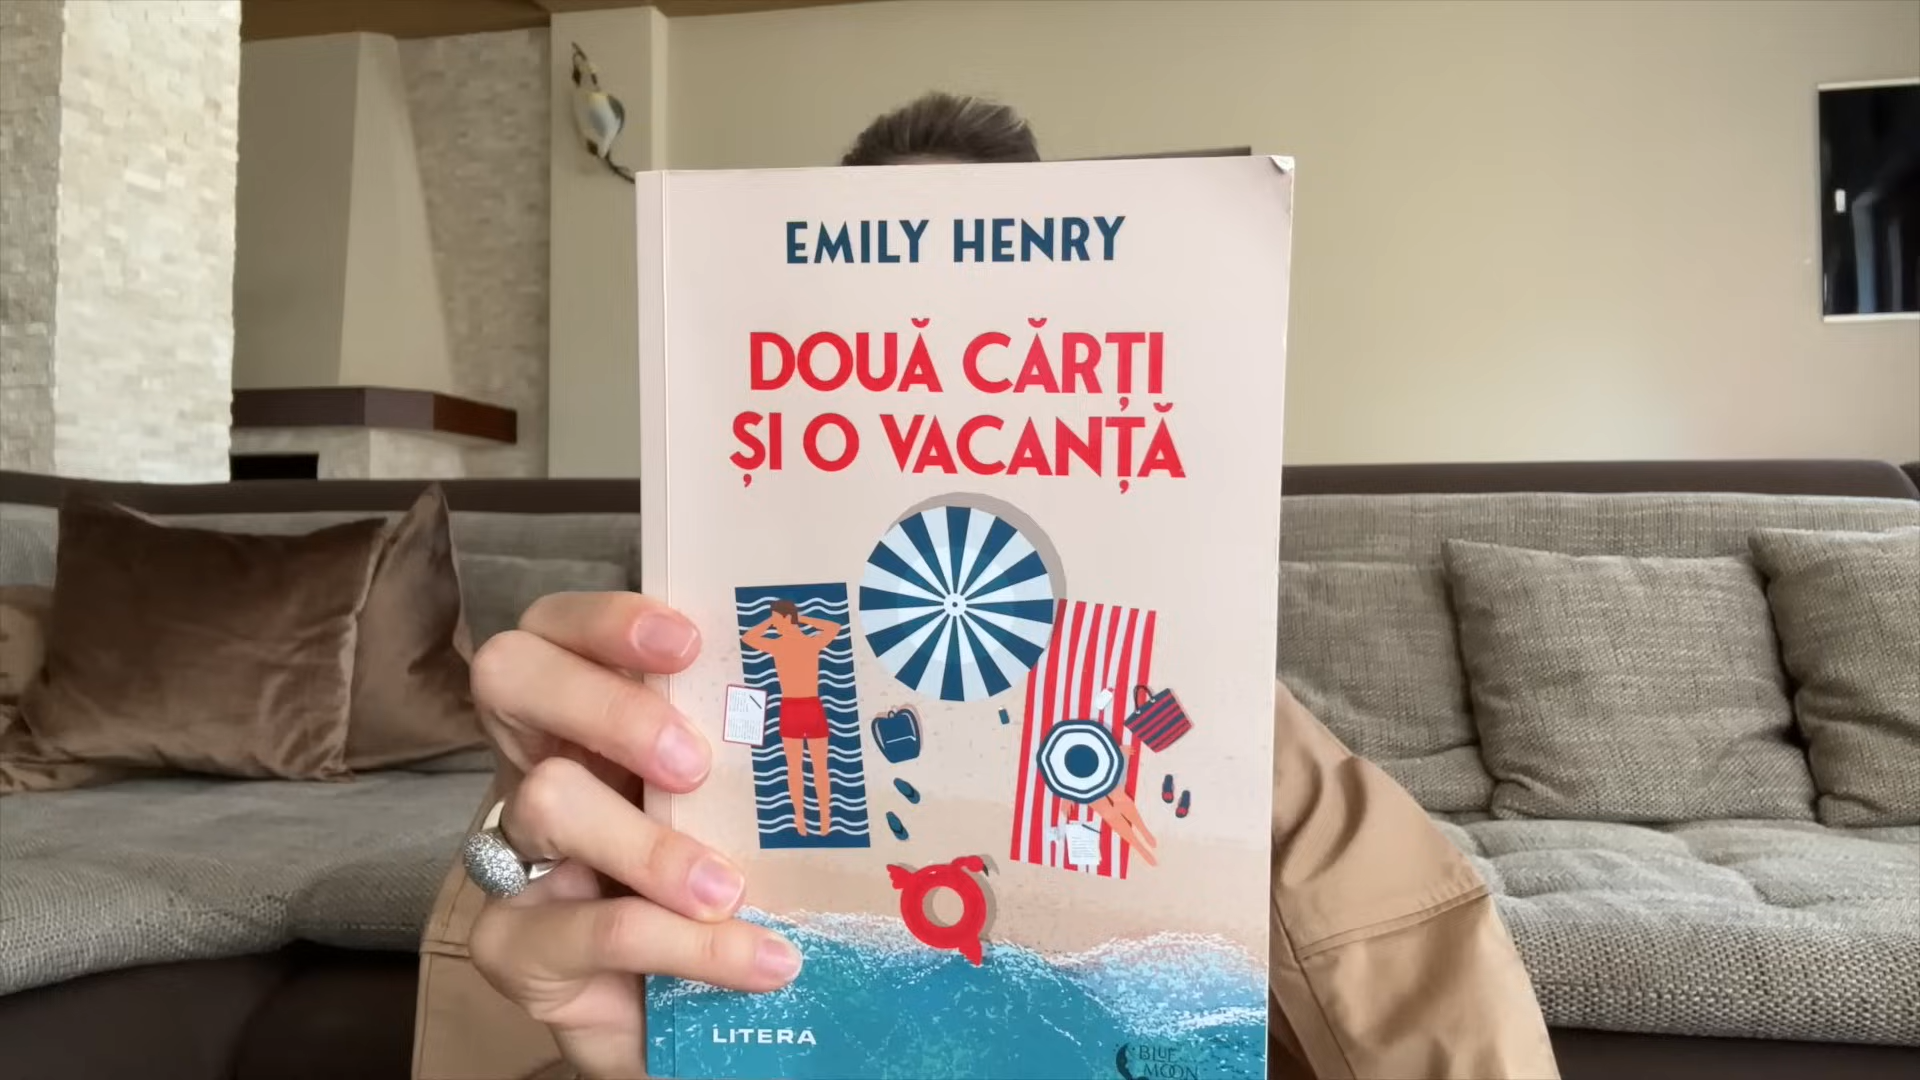 EMILY HENRY
DOUĂ CĂRȚI
ȘI O VACANȚĂ
LITERA
BLUE
MOON